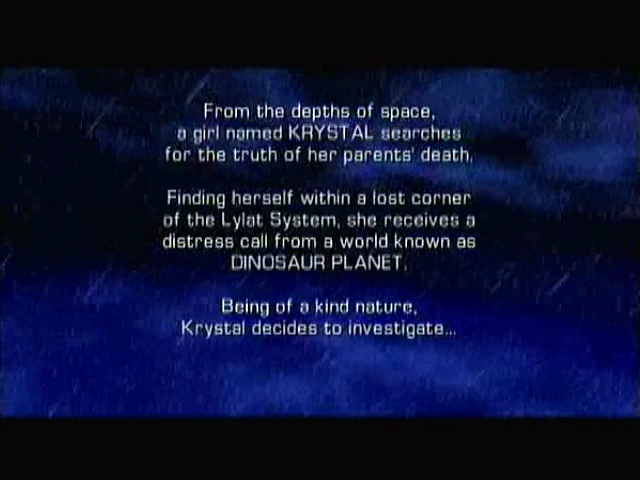 From the depths of space,
a girl named KRYSTAL searches
for the truth of her parents' death.
Finding herself within a lost corner
of the Lylat System, she receives a
distress call from a world known as
DINOSAUR PLANET.
Being of a kind nature,
Krystal decides to investigate...